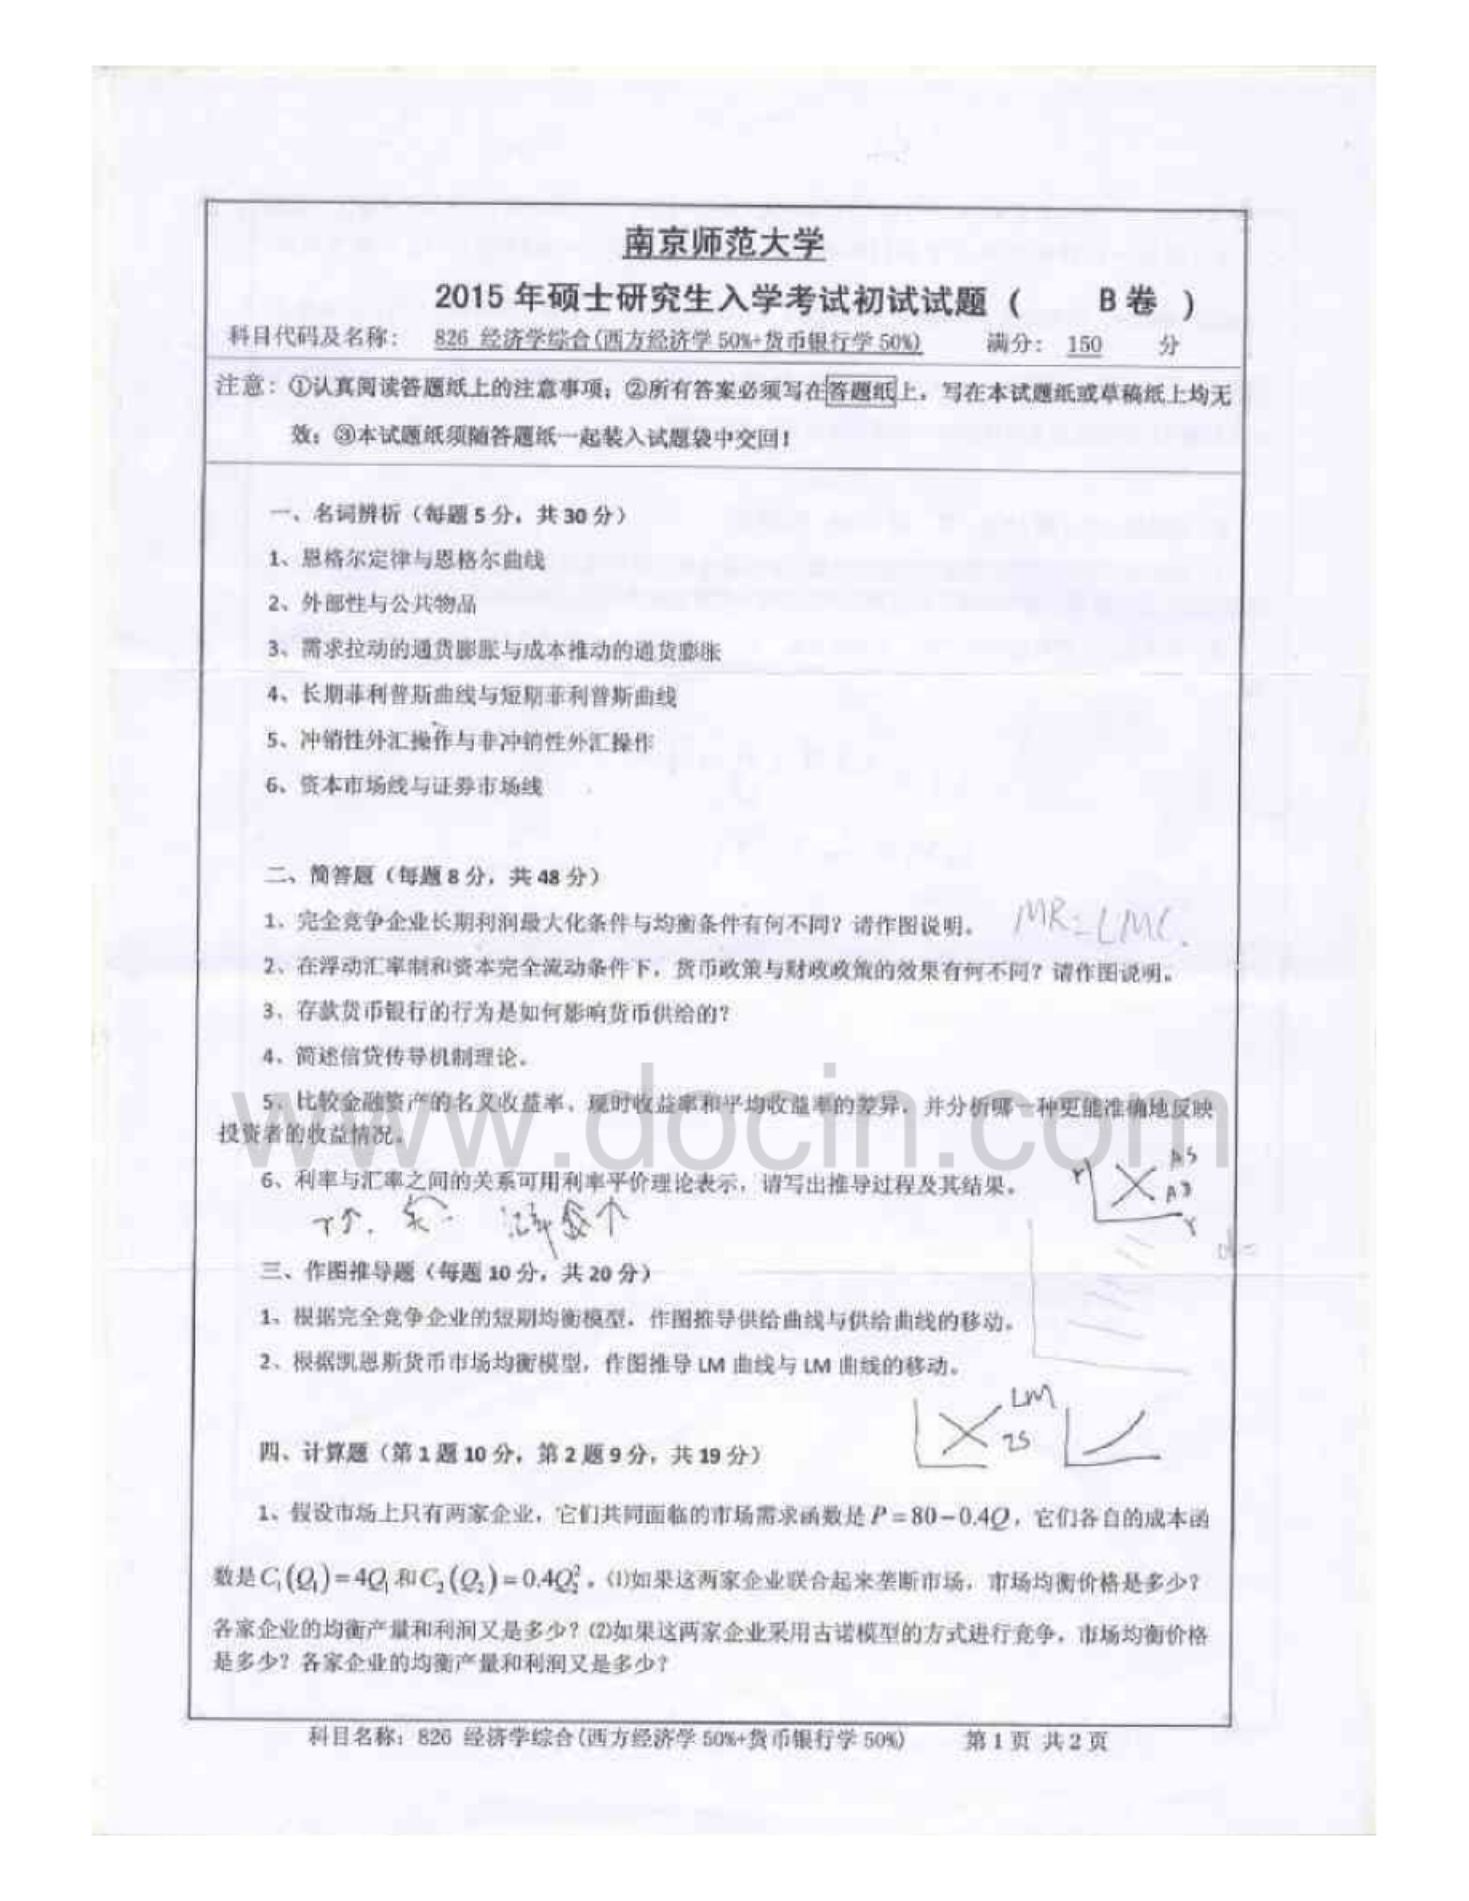 南京师范大学
2015 年硕士研究生入学考试初试试题 ( B 卷 )
科目代码及名称: 826 经济学综合(西方经济学 50%+货币银行学 50%) 满分: 150 分
注意: ①认真阅读答题纸上的注意事项; ②所有答案必须写在答题纸上, 写在本试题纸或草稿纸上均无
效; ③本试题纸须随答题纸一起装入试题袋中交回!
一、名词辨析 (每题 5 分, 共 30 分)
1、恩格尔定律与恩格尔曲线
2、外部性与公共物品
3、需求拉动的通货膨胀与成本推动的通货膨胀
4、长期菲利普斯曲线与短期菲利普斯曲线
5、冲销性外汇操作与非冲销性外汇操作
6、资本市场线与证券市场线
二、简答题 (每题 8 分, 共 48 分)
1、完全竞争企业长期利润最大化条件与均衡条件有何不同? 请作图说明。 MR=LMC.
2、在浮动汇率制和资本完全流动条件下, 货币政策与财政政策的效果有何不同? 请作图说明。
3、存款货币银行的行为是如何影响货币供给的?
4、简述信贷传导机制理论。
www.docin.com
5、比较金融资产的名义收益率、现时收益率和平均收益率的差异, 并分析哪一种更能准确地反映
投资者的收益情况。
r AS
AD
Y
6、利率与汇率之间的关系可用利率平价理论表示, 请写出推导过程及其结果。
r↑.
三、作图推导题 (每题 10 分, 共 20 分)
1、根据完全竞争企业的短期均衡模型, 作图推导供给曲线与供给曲线的移动。
2、根据凯恩斯货币市场均衡模型, 作图推导 LM 曲线与 LM 曲线的移动。
LM
IS
四、计算题 (第 1 题 10 分, 第 2 题 9 分, 共 19 分)
1、假设市场上只有两家企业, 它们共同面临的市场需求函数是 P = 80 − 0.4Q, 它们各自的成本函
数是 C₁(Q₁) = 4Q₁ 和 C₂(Q₂) = 0.4Q₂²。⑴如果这两家企业联合起来垄断市场, 市场均衡价格是多少?
各家企业的均衡产量和利润又是多少? ⑵如果这两家企业采用古诺模型的方式进行竞争, 市场均衡价格
是多少? 各家企业的均衡产量和利润又是多少?
科目名称: 826 经济学综合(西方经济学 50%+货币银行学 50%) 第 1 页 共 2 页